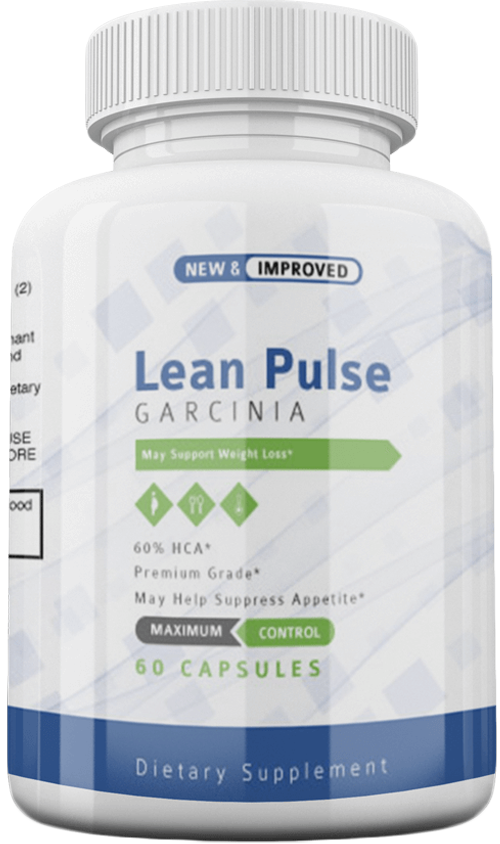 NEW & IMPROVED
Lean Pulse
GARCINIA
May Support Weight Loss*
60% HCA*
Premium Grade*
May Help Suppress Appetite*
MAXIMUM CONTROL
60 CAPSULES
Dietary Supplement
(2)